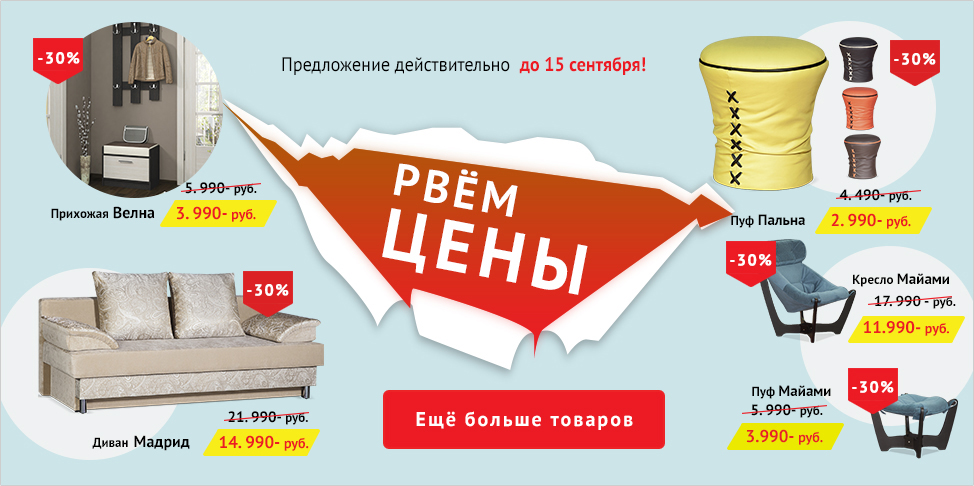 Предложение действительно до 15 сентября!
-30%
5.990- руб.
Прихожая Велна
3.990- руб.
-30%
4.490- руб.
Пуф Пальна
2.990- руб.
РВЁМ
ЦЕНЫ
-30%
21.990- руб.
Диван Мадрид
14.990- руб.
-30%
Кресло Майами
17.990 - руб.
11.990- руб.
-30%
Пуф Майами
5.990- руб.
3.990- руб.
Ещё больше товаров